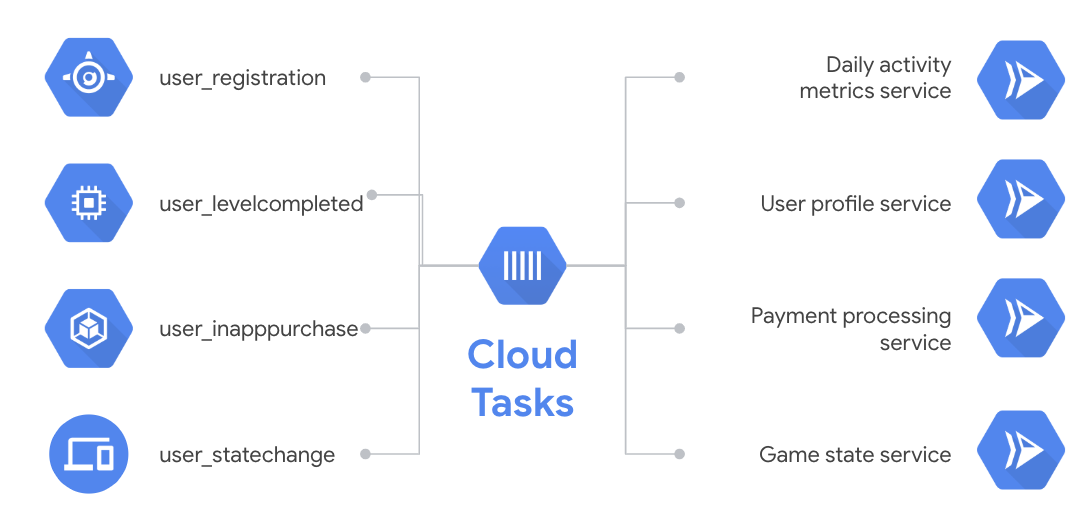 user_registration
user_levelcompleted
user_inapppurchase
user_statechange
Cloud
Tasks
Daily activity
metrics service
User profile service
Payment processing
service
Game state service